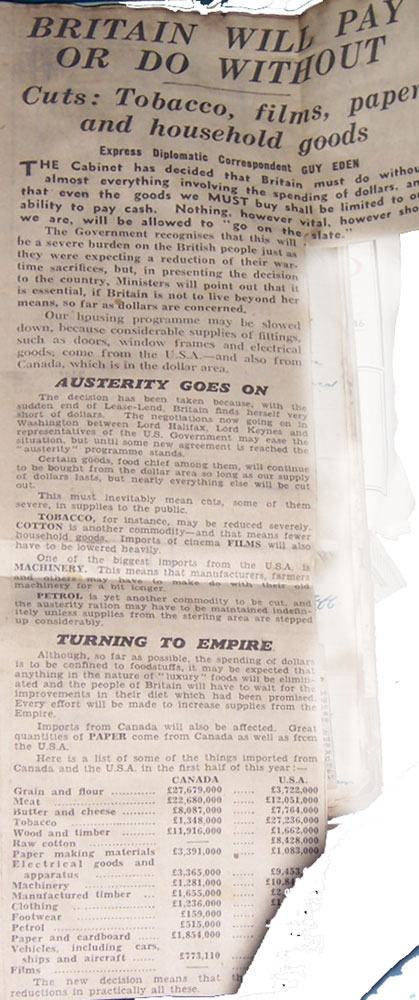 BRITAIN WILL PAY
OR DO WITHOUT
Cuts: Tobacco, films, paper
and household goods
Express Diplomatic Correspondent GUY EDEN
THE Cabinet has decided that Britain must do
almost everything involving the spending of dollars,
that even the goods we MUST buy shall be limited to
ability to pay cash. Nothing, however vital, however
we are, will be allowed to "go on the slate."
The Government recognises that this will
be a severe burden on the British people just as
they were expecting a reduction of their war-
time sacrifices, but, in presenting the decision
to the country, Ministers will point out that it
is essential, if Britain is not to live beyond her
means, so far as dollars are concerned.
Our housing programme may be slowed
down, because considerable supplies of fittings,
such as doors, window frames and electrical
goods, come from the U.S.A.—and also from
Canada, which is in the dollar area.
AUSTERITY GOES ON
The decision has been taken because, with the
sudden end of Lease-Lend, Britain finds herself very
short of dollars. The negotiations now going on in
Washington between Lord Halifax, Lord Keynes and
representatives of the U.S. Government may ease the
situation, but until some new agreement is reached the
"austerity" programme stands.
Certain goods, food chief among them, will continue
to be bought from the dollar area so long as our supply
of dollars lasts, but nearly everything else will be cut
out.
This must inevitably mean cuts, some of them
severe, in supplies to the public.
TOBACCO, for instance, may be reduced severely.
COTTON is another commodity—and that means fewer
household goods. Imports of cinema FILMS will also
have to be lowered heavily.
One of the biggest imports from the U.S.A. is
MACHINERY. This means that manufacturers, farmers
and others may have to make do with their old
machinery for a bit longer.
PETROL is yet another commodity to be cut, and
the austerity ration may have to be maintained indefin-
itely unless supplies from the sterling area are stepped
up considerably.
TURNING TO EMPIRE
Although, so far as possible, the spending of dollars
is to be confined to foodstuffs, it may be expected that
anything in the nature of "luxury" foods will be elimin-
ated and the people of Britain will have to wait for the
improvements in their diet which had been promised.
Every effort will be made to increase supplies from the
Empire.
Imports from Canada will also be affected. Great
quantities of PAPER come from Canada as well as from
the U.S.A.
Here is a list of some of the things imported from
Canada and the U.S.A. in the first half of this year:—
CANADA U.S.A.
Grain and flour ........... £27,679,000 ...... £3,722,000
Meat ........... £22,680,000 ...... £12,051,000
Butter and cheese ........ £8,087,000 ...... £7,764,000
Tobacco ........... £1,348,000 ...... £27,236,000
Wood and timber ........ £11,916,000 ...... £1,662,000
Raw cotton ........... —— ...... £8,428,000
Paper making materials £3,391,000 ...... £1,083,000
Electrical goods and
apparatus ........... £3,365,000 ...... £9,453,
Machinery ........... £1,281,000 ......
Manufactured timber ... £1,655,000 ......
Clothing ........... £1,236,000 ......
Footwear ........... £159,000 ......
Petrol ........... £515,000 ......
Paper and cardboard .... £1,854,000 ......
Vehicles, including cars,
ships and aircraft ...... £773,110 ......
Films ........... ——
The new decision means that
reductions in practically all these.